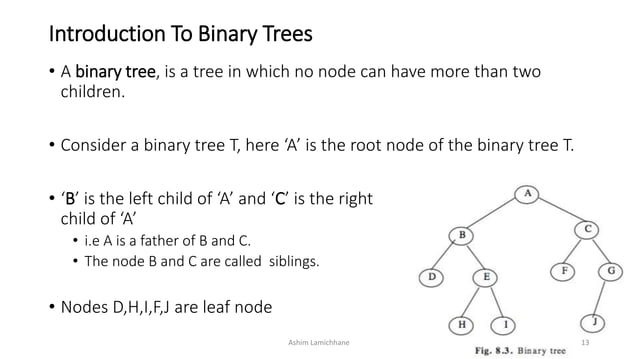 Introduction To Binary Trees
• A binary tree, is a tree in which no node can have more than two
children.
• Consider a binary tree T, here ‘A’ is the root node of the binary tree T.
• ‘B’ is the left child of ‘A’ and ‘C’ is the right
child of ‘A’
• i.e A is a father of B and C.
• The node B and C are called siblings.
• Nodes D,H,I,F,J are leaf node
A
B
C
D
E
F
G
H
I
J
Fig. 8.3. Binary tree
Ashim Lamichhane
13